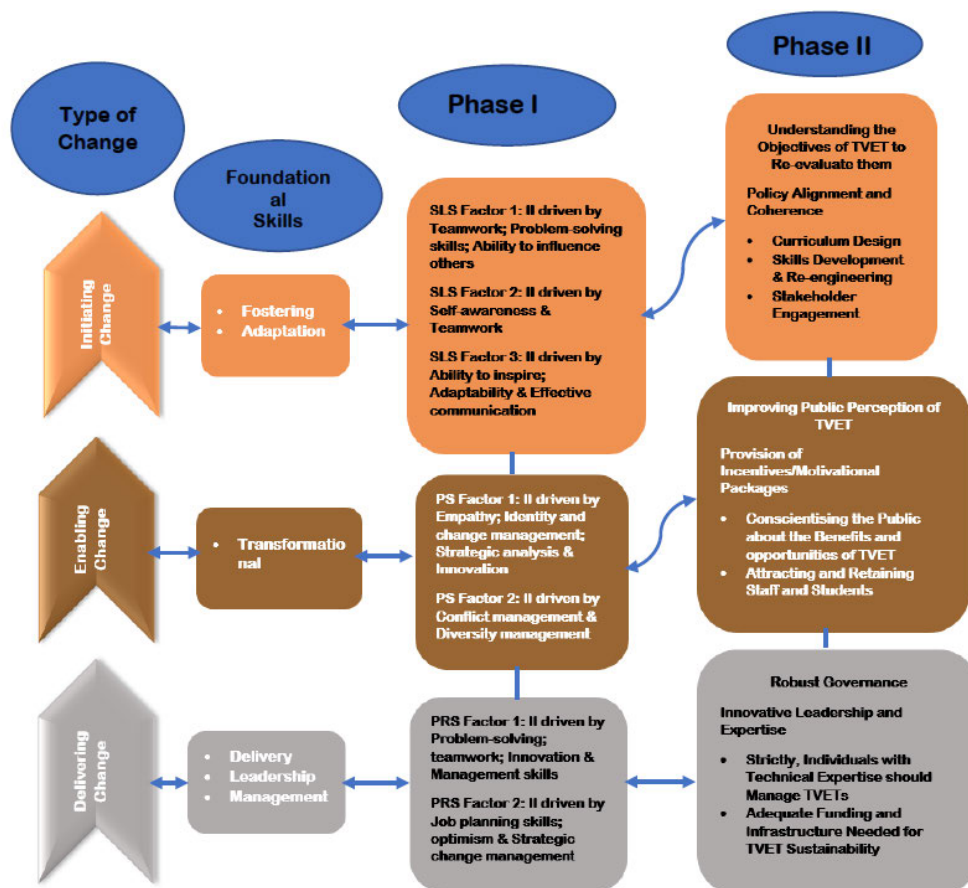 Type of
Change
Foundation
al
Skills
Phase I
Phase II
Initiating
Change
• Fostering
• Adaptation
SLS Factor 1: II driven by
Teamwork; Problem-solving
skills; Ability to influence
others
SLS Factor 2: II driven by
Self-awareness &
Teamwork
SLS Factor 3: II driven by
Ability to inspire;
Adaptability & Effective
communication
Understanding the
Objectives of TVET to
Re-evaluate them
Policy Alignment and
Coherence
• Curriculum Design
• Skills Development
& Re-engineering
• Stakeholder
Engagement
Enabling
Change
• Transformatio
nal
PS Factor 1: II driven by
Empathy; Identity and
change management;
Strategic analysis &
Innovation
PS Factor 2: II driven by
Conflict management &
Diversity management
Improving Public Perception of
TVET
Provision of
Incentives/Motivational
Packages
• Conscientising the Public
about the Benefits and
opportunities of TVET
• Attracting and Retaining
Staff and Students
Delivering
Change
• Delivery
• Leadership
• Management
PRS Factor 1: II driven by
Problem-solving;
teamwork; Innovation &
Management skills
PRS Factor 2: II driven by
Job planning skills;
optimism & Strategic
change management
Robust Governance
Innovative Leadership and
Expertise
• Strictly, Individuals with
Technical Expertise should
Manage TVETs
• Adequate Funding and
Infrastructure Needed for
TVET Sustainability